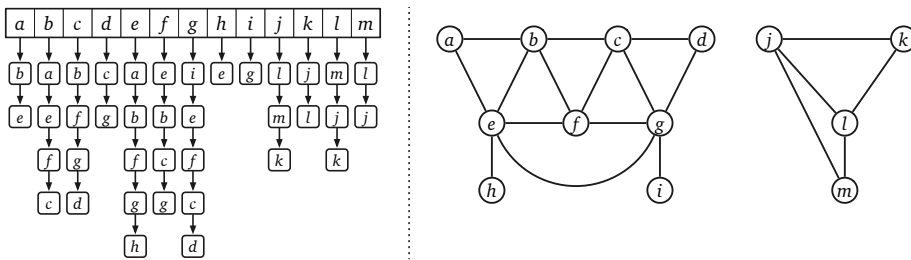 a b c d e f g h i j k l m
b a b c a e i e g l j m l
e e f g b b e m l j j
f g f c f k k
c d g g c
h d
a b c d
e f g
h i
j k
l
m